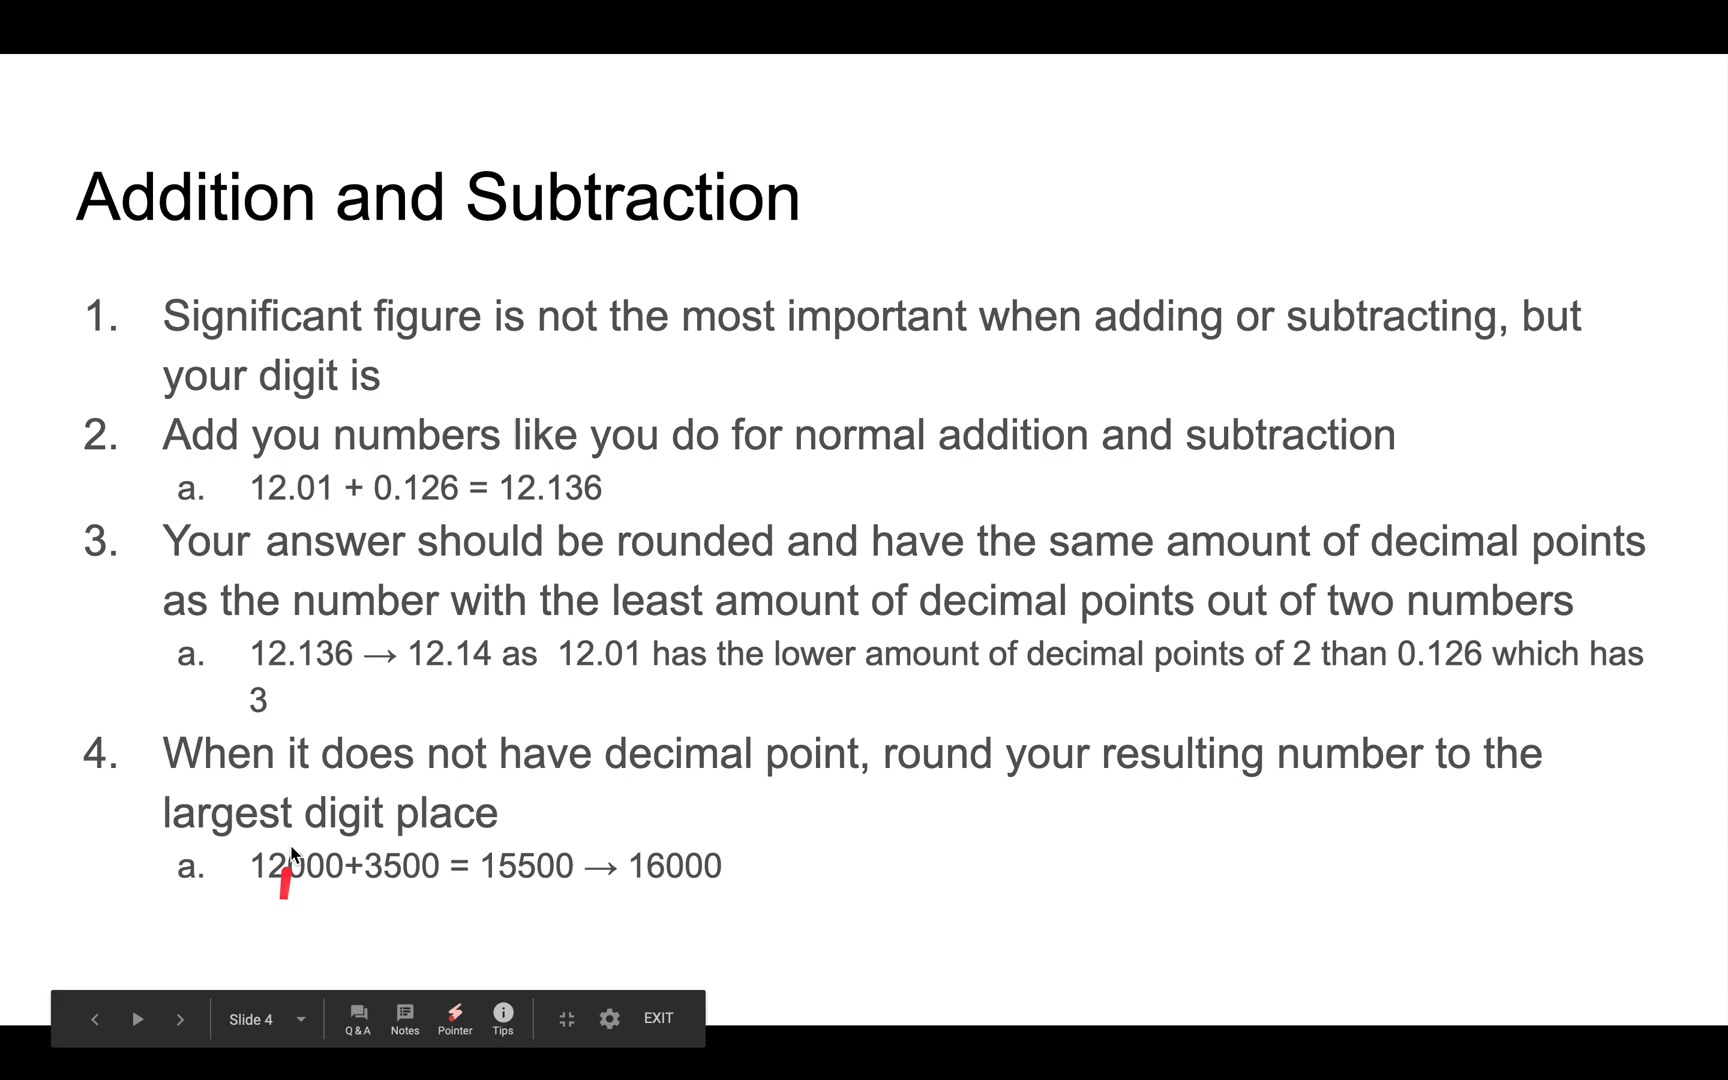 Addition and Subtraction
1. Significant figure is not the most important when adding or subtracting, but
your digit is
2. Add you numbers like you do for normal addition and subtraction
a. 12.01 + 0.126 = 12.136
3. Your answer should be rounded and have the same amount of decimal points
as the number with the least amount of decimal points out of two numbers
a. 12.136 → 12.14 as 12.01 has the lower amount of decimal points of 2 than 0.126 which has
3
4. When it does not have decimal point, round your resulting number to the
largest digit place
a. 12000+3500 = 15500 → 16000
Slide 4 Q & A Notes Pointer Tips EXIT